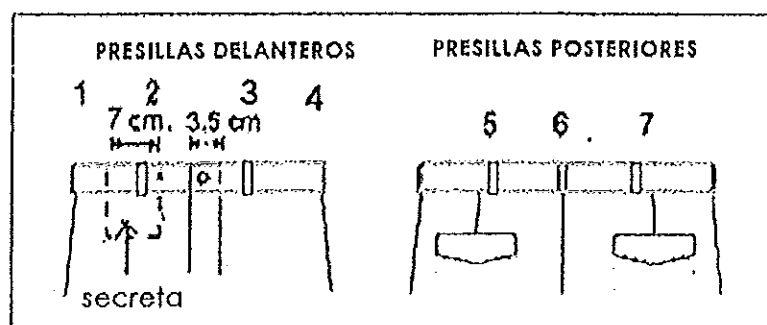 PRESILLAS DELANTEROS PRESILLAS POSTERIORES
1 2 3 4
7 cm. 3,5 cm
5 6 . 7
secreta